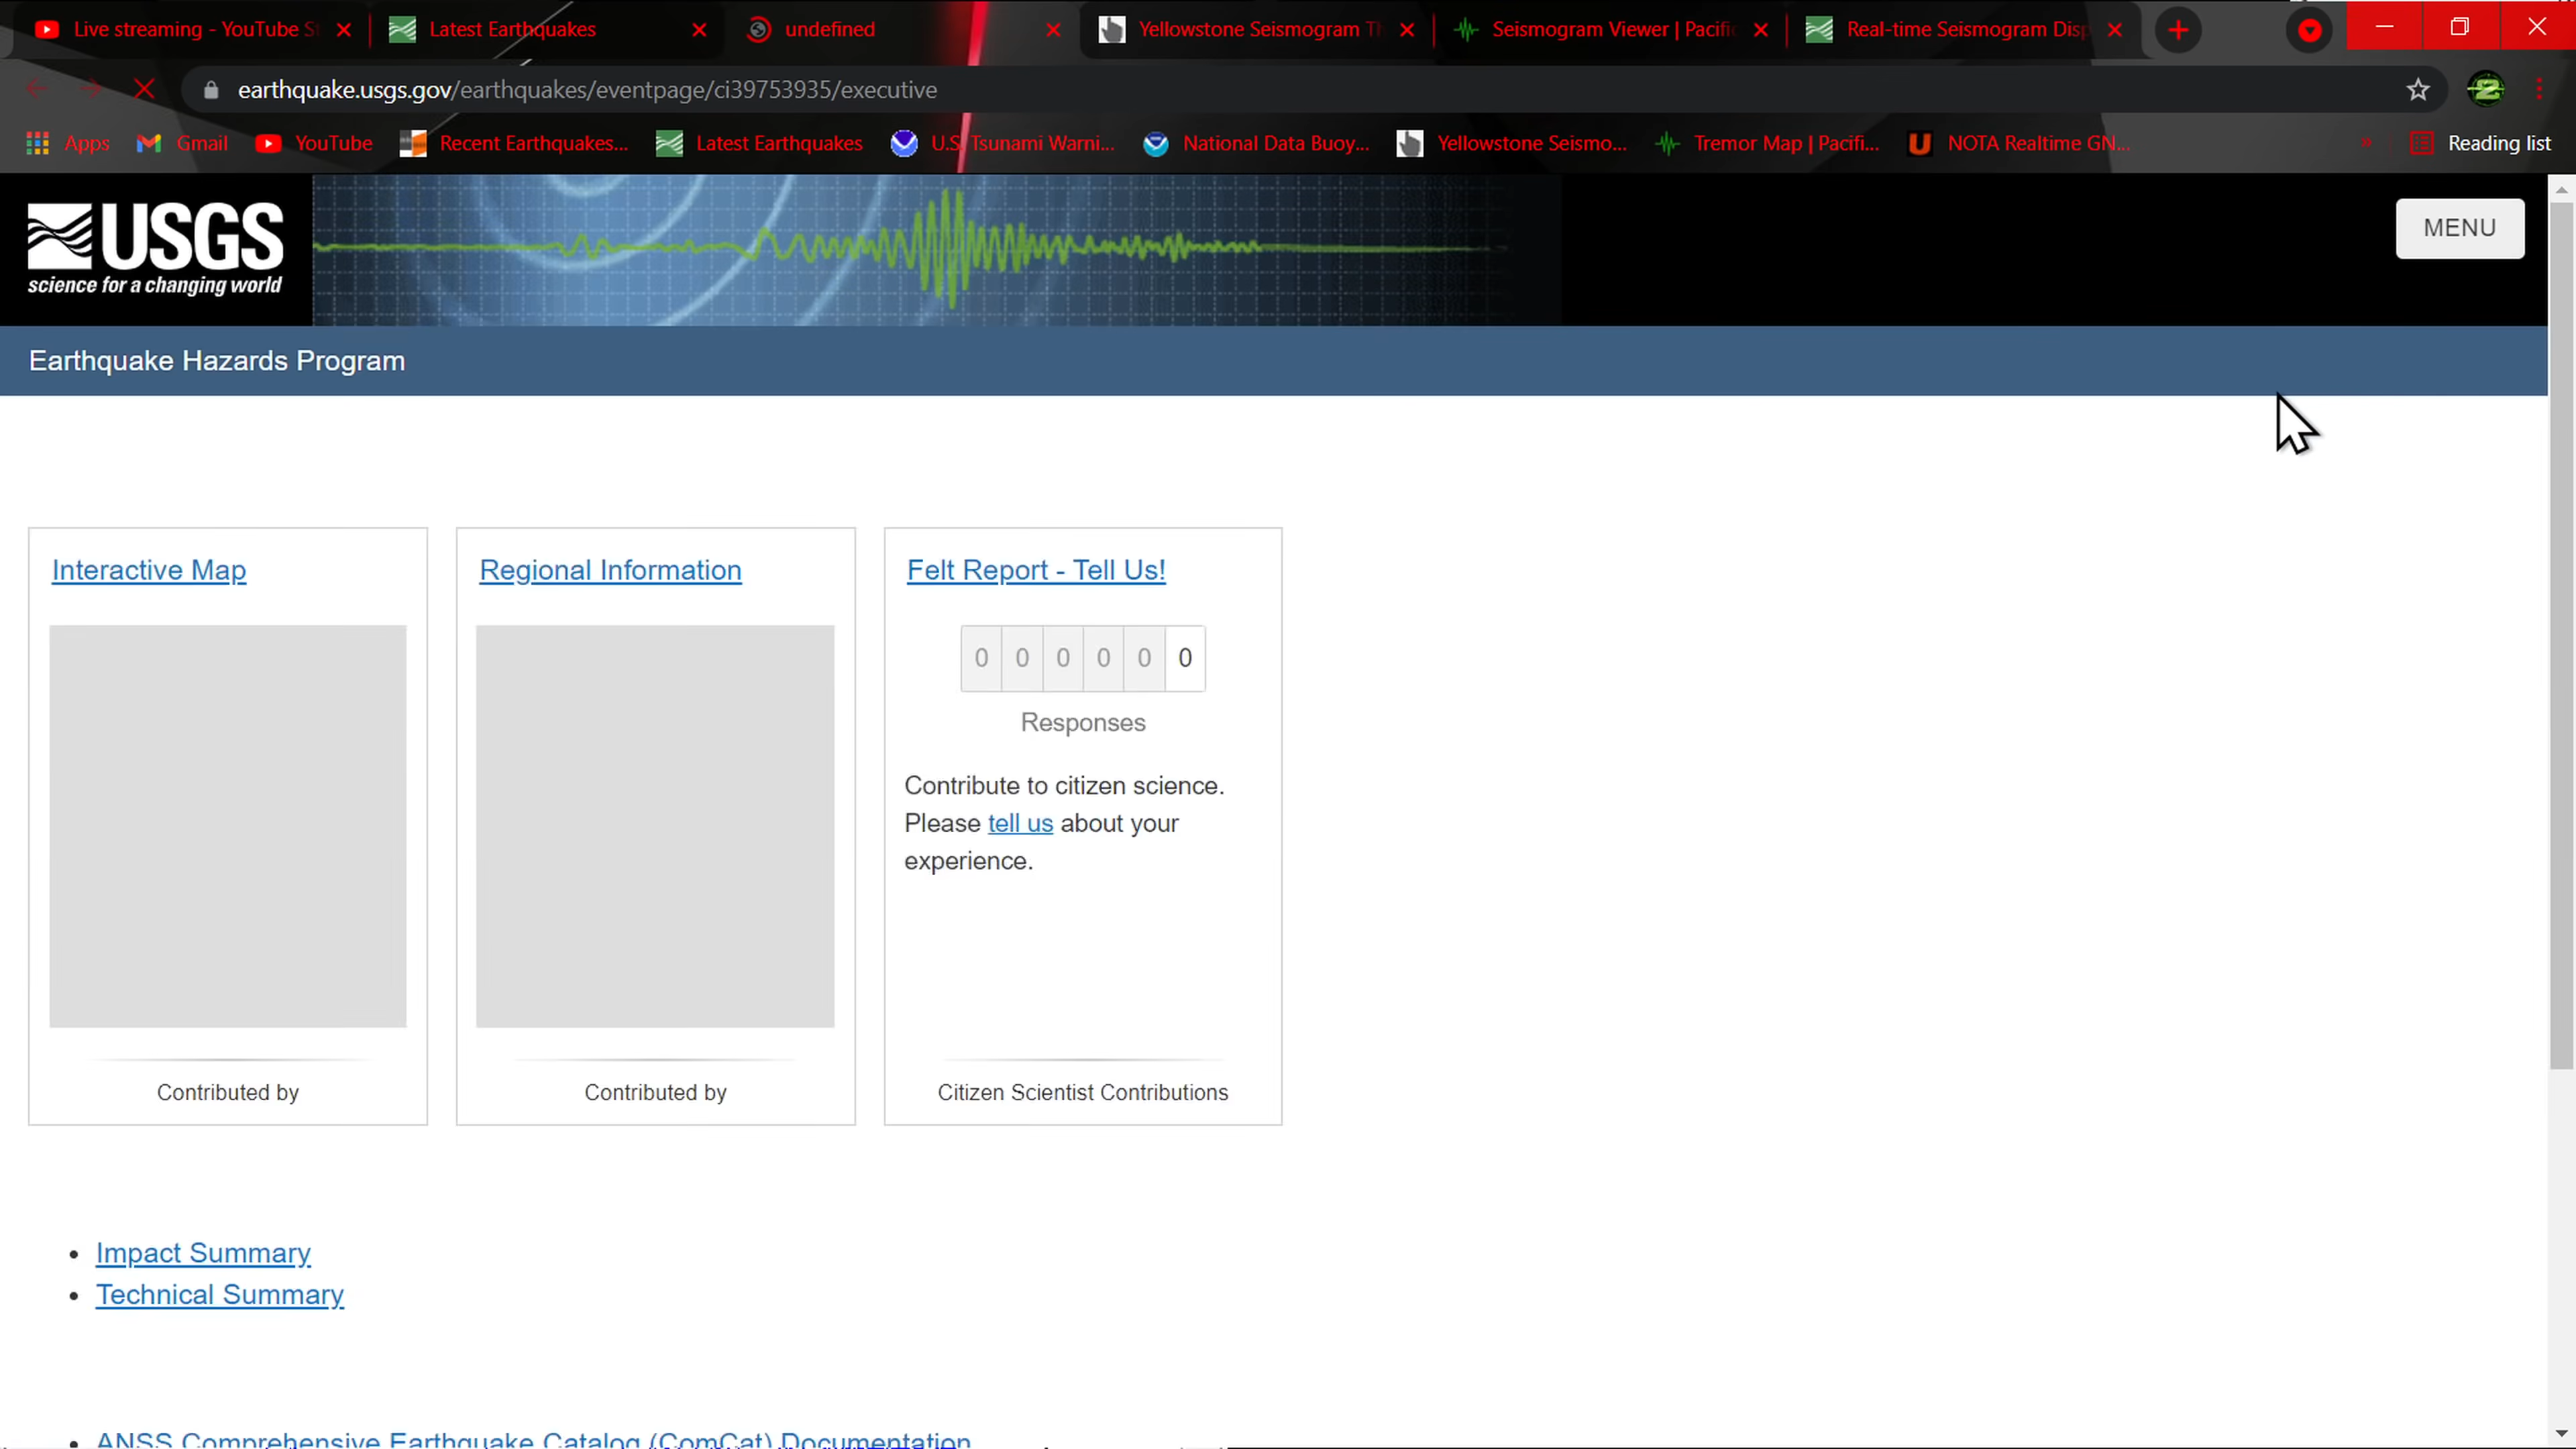 Live streaming - YouTube S
Latest Earthquakes
undefined
Yellowstone Seismogram Th
Seismogram Viewer | Pacific
Real-time Seismogram Disp
earthquake.usgs.gov/earthquakes/eventpage/ci39753935/executive
Apps
Gmail
YouTube
Recent Earthquakes...
Latest Earthquakes
U.S. Tsunami Warni...
National Data Buoy...
Yellowstone Seismo...
Tremor Map | Pacifi...
NOTA Realtime GN...
Reading list
USGS
science for a changing world
MENU
Earthquake Hazards Program
Interactive Map
Contributed by
Regional Information
Contributed by
Felt Report - Tell Us!
0 0 0 0 0 0
Responses
Contribute to citizen science.
Please tell us about your
experience.
Citizen Scientist Contributions
• Impact Summary
• Technical Summary
• ANSS Comprehensive Earthquake Catalog (ComCat) Documentation